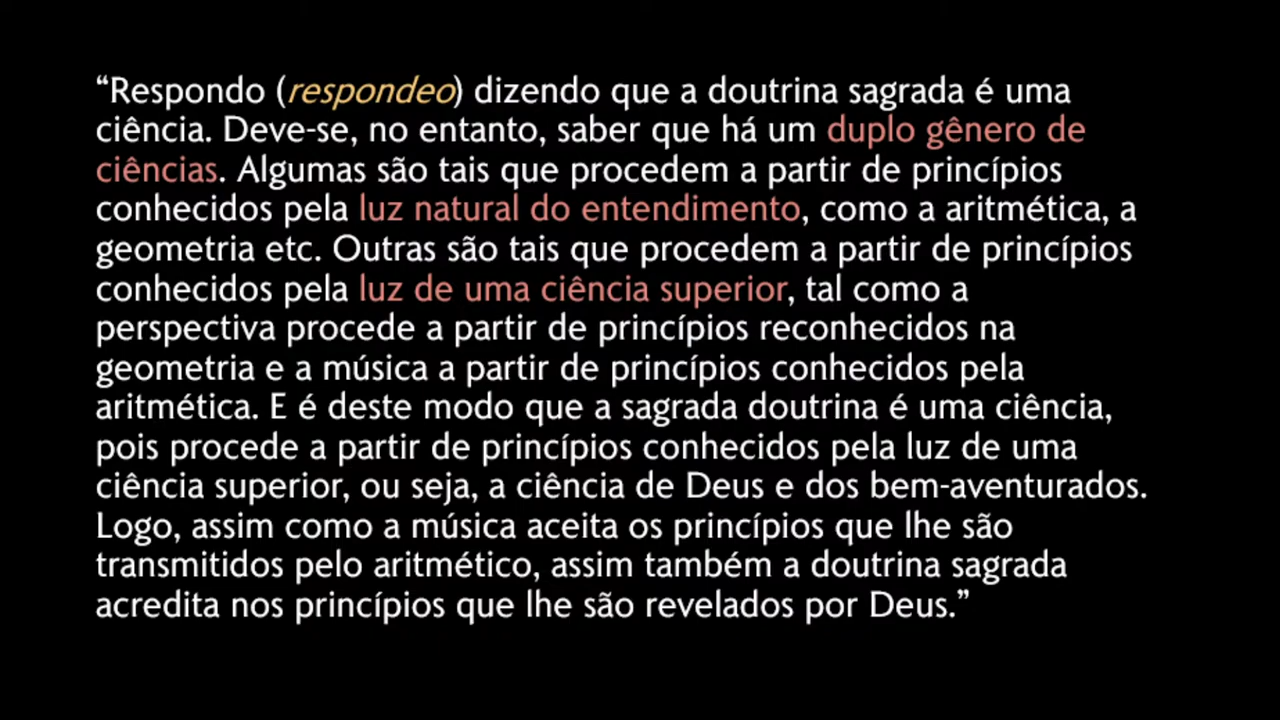 “Respondo (respondeo) dizendo que a doutrina sagrada é uma
ciência. Deve-se, no entanto, saber que há um duplo gênero de
ciências. Algumas são tais que procedem a partir de princípios
conhecidos pela luz natural do entendimento, como a aritmética, a
geometria etc. Outras são tais que procedem a partir de princípios
conhecidos pela luz de uma ciência superior, tal como a
perspectiva procede a partir de princípios reconhecidos na
geometria e a música a partir de princípios conhecidos pela
aritmética. E é deste modo que a sagrada doutrina é uma ciência,
pois procede a partir de princípios conhecidos pela luz de uma
ciência superior, ou seja, a ciência de Deus e dos bem-aventurados.
Logo, assim como a música aceita os princípios que lhe são
transmitidos pelo aritmético, assim também a doutrina sagrada
acredita nos princípios que lhe são revelados por Deus.”